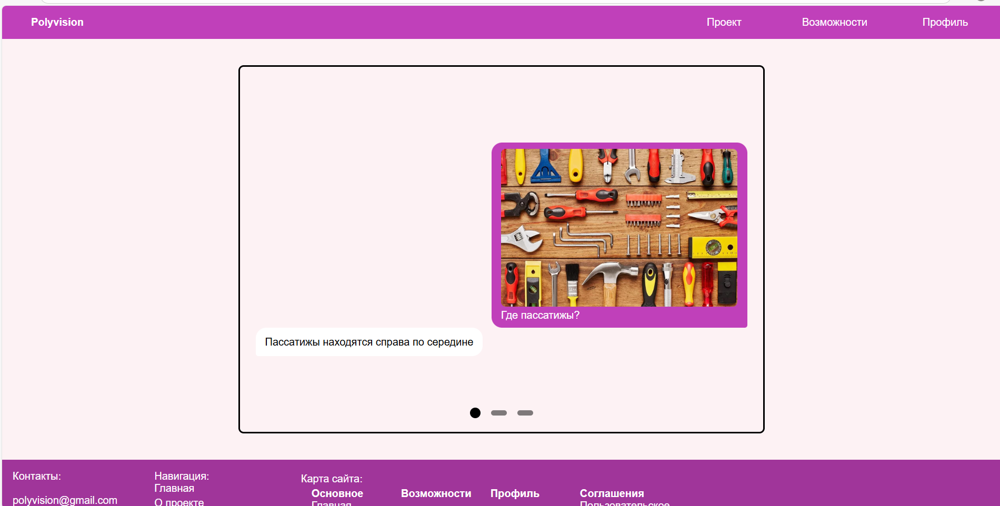 Polyvision
Проект
Возможности
Профиль
Где пассатижы?
Пассатижы находятся справа по середине
Контакты:
polyvision@gmail.com
Навигация:
Главная
О проекте
Карта сайта:
Основное
Главная
Возможности
Профиль
Соглашения
Пользовательское